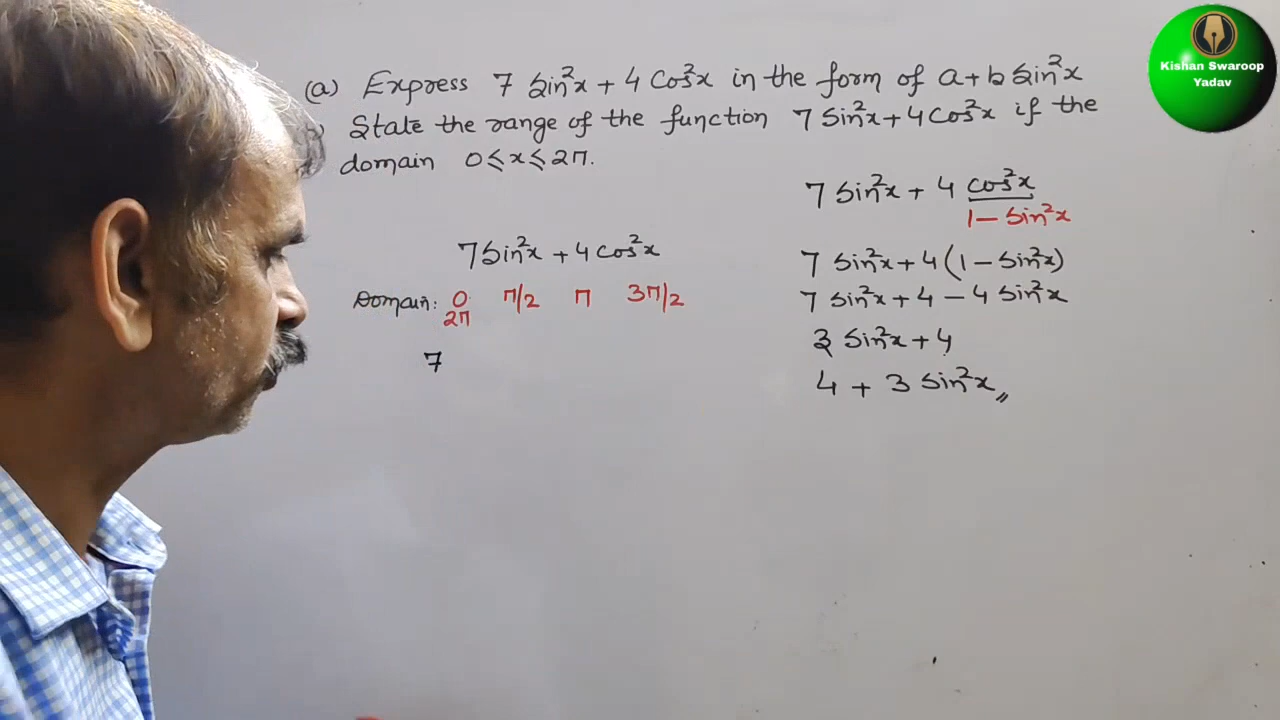 (a) Express 7 Sin²x + 4 Cos²x in the form of a+b Sin²x
) State the range of the function 7 Sin²x+4 Cos²x if the
domain 0⩽x⩽2π.
7 Sin²x + 4 cos²x
1 − Sin²x
7 Sin²x + 4 (1 − Sin²x)
7 Sin²x + 4 − 4 Sin²x
3 Sin²x + 4
4 + 3 Sin²x
7 Sin²x + 4 cos²x
Domain: 0 π/2 π 3π/2
2π
7
Kishan Swaroop
Yadav